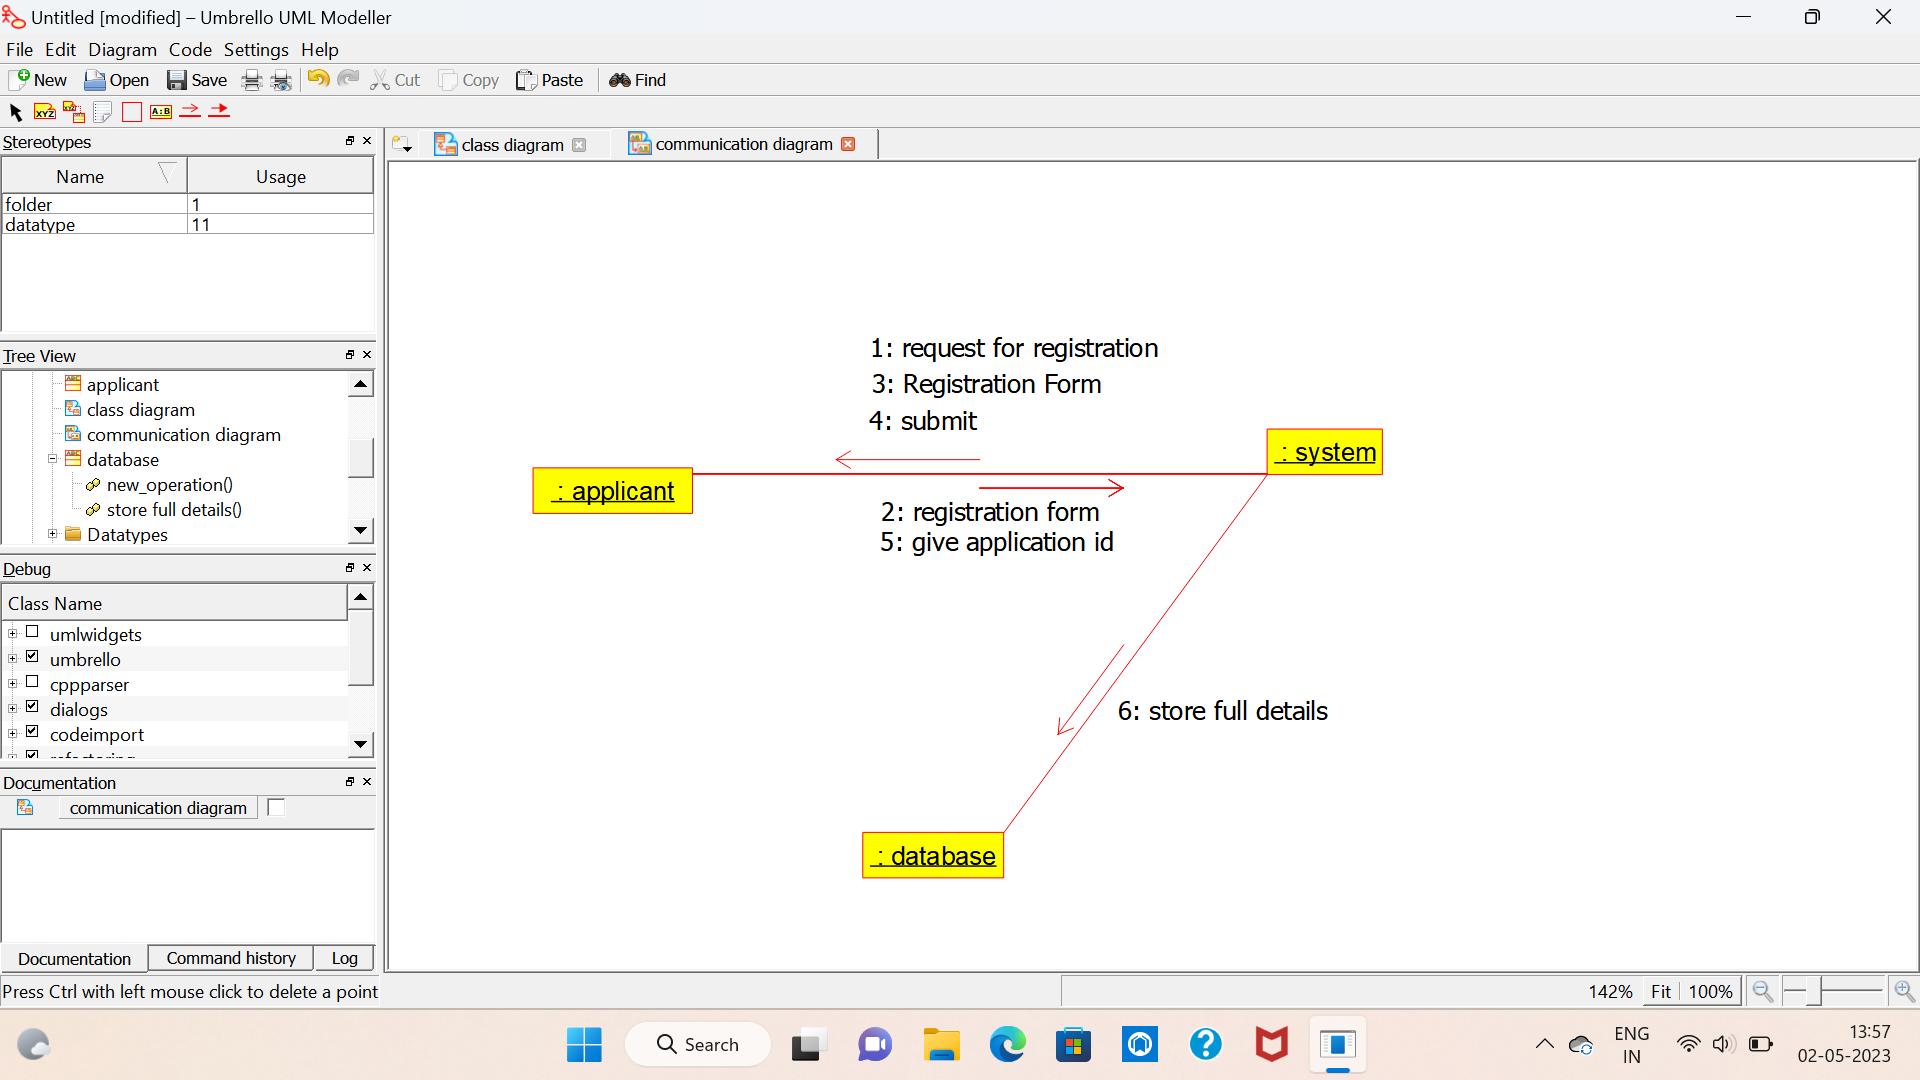 Untitled [modified] – Umbrello UML Modeller
File Edit Diagram Code Settings Help
New Open Save Cut Copy Paste Find
XYZ XYZ A:B
Stereotypes
Name Usage
folder 1
datatype 11
Tree View
applicant
class diagram
communication diagram
database
new_operation()
store full details()
Datatypes
Debug
Class Name
umlwidgets
umbrello
cppparser
dialogs
codeimport
refactoring
Documentation
communication diagram
Documentation Command history Log
class diagram communication diagram
1: request for registration
3: Registration Form
4: submit
: system
: applicant
2: registration form
5: give application id
6: store full details
: database
Press Ctrl with left mouse click to delete a point
142% Fit 100%
Search
ENG
IN
13:57
02-05-2023